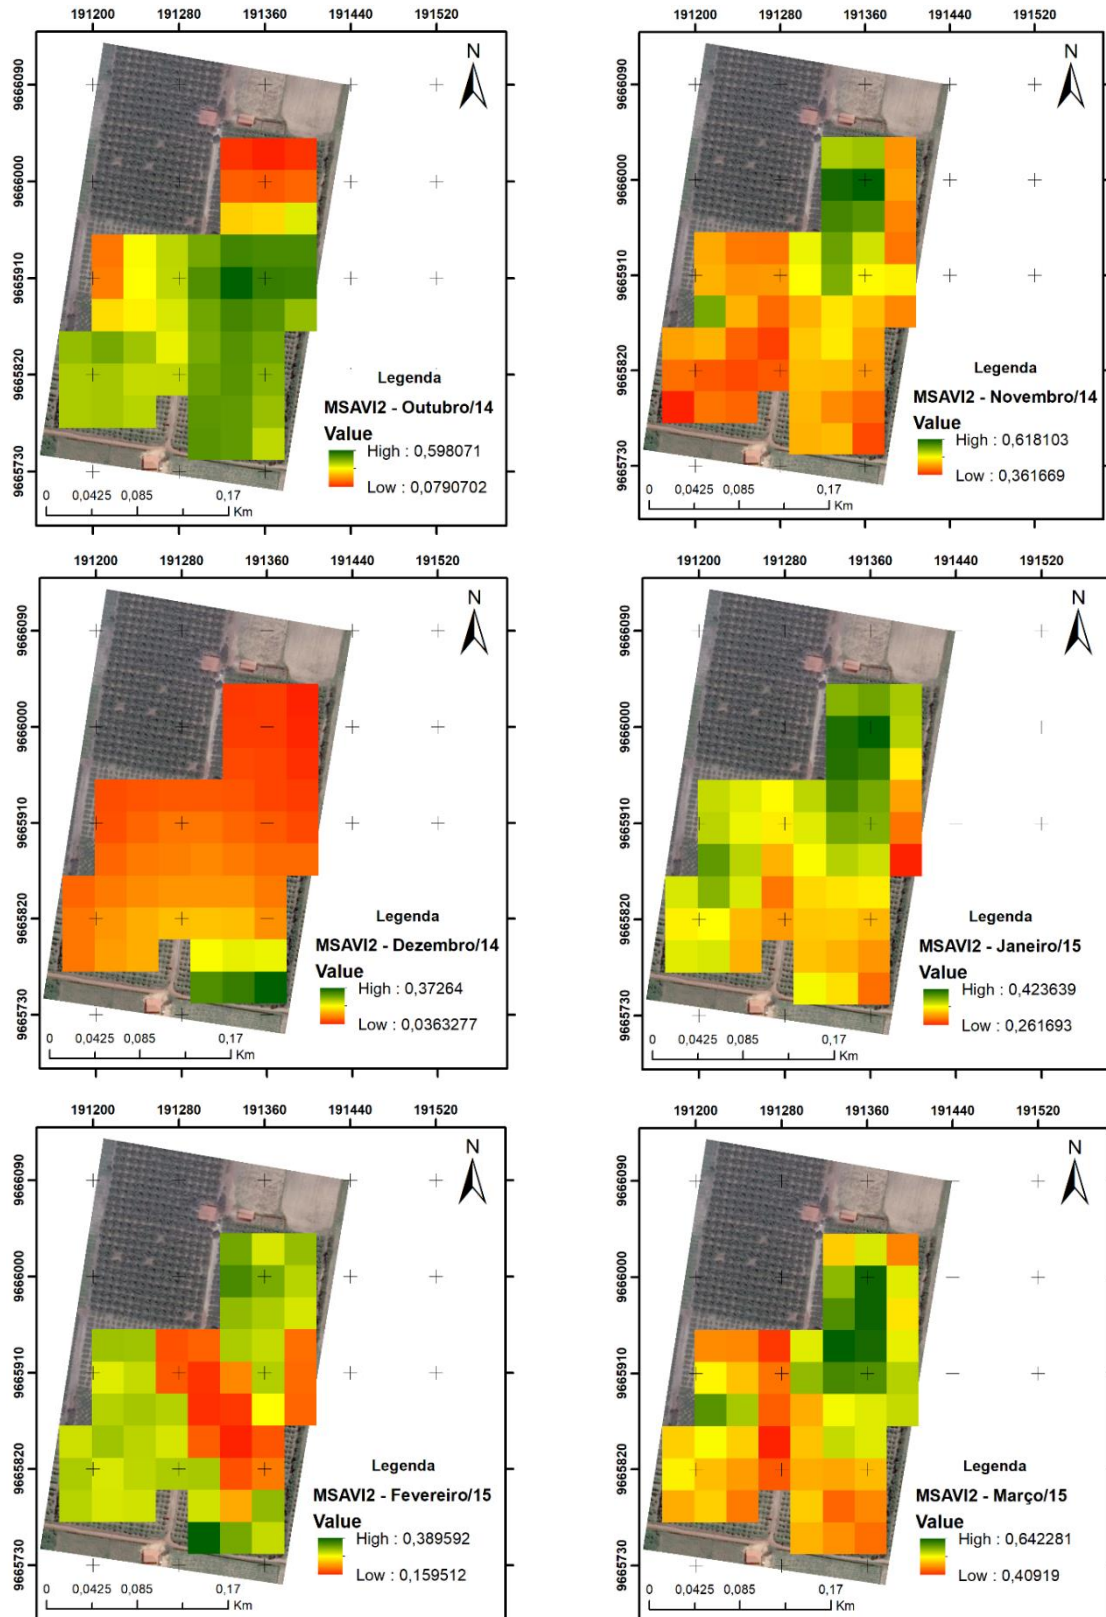 191200 191280 191360 191440 191520
N
9666090
9666000
9665910
9665820
9665730
Legenda
MSAVI2 - Outubro/14
Value
High : 0,598071
Low : 0,0790702
0 0,0425 0,085 0,17
Km
191200 191280 191360 191440 191520
N
9666090
9666000
9665910
9665820
9665730
Legenda
MSAVI2 - Novembro/14
Value
High : 0,618103
Low : 0,361669
0 0,0425 0,085 0,17
Km
191200 191280 191360 191440 191520
N
9666090
9666000
9665910
9665820
9665730
Legenda
MSAVI2 - Dezembro/14
Value
High : 0,37264
Low : 0,0363277
0 0,0425 0,085 0,17
Km
191200 191280 191360 191440 191520
N
9666090
9666000
9665910
9665820
9665730
Legenda
MSAVI2 - Janeiro/15
Value
High : 0,423639
Low : 0,261693
0 0,0425 0,085 0,17
Km
191200 191280 191360 191440 191520
N
9666090
9666000
9665910
9665820
9665730
Legenda
MSAVI2 - Fevereiro/15
Value
High : 0,389592
Low : 0,159512
0 0,0425 0,085 0,17
Km
191200 191280 191360 191440 191520
N
9666090
9666000
9665910
9665820
9665730
Legenda
MSAVI2 - Março/15
Value
High : 0,642281
Low : 0,40919
0 0,0425 0,085 0,17
Km